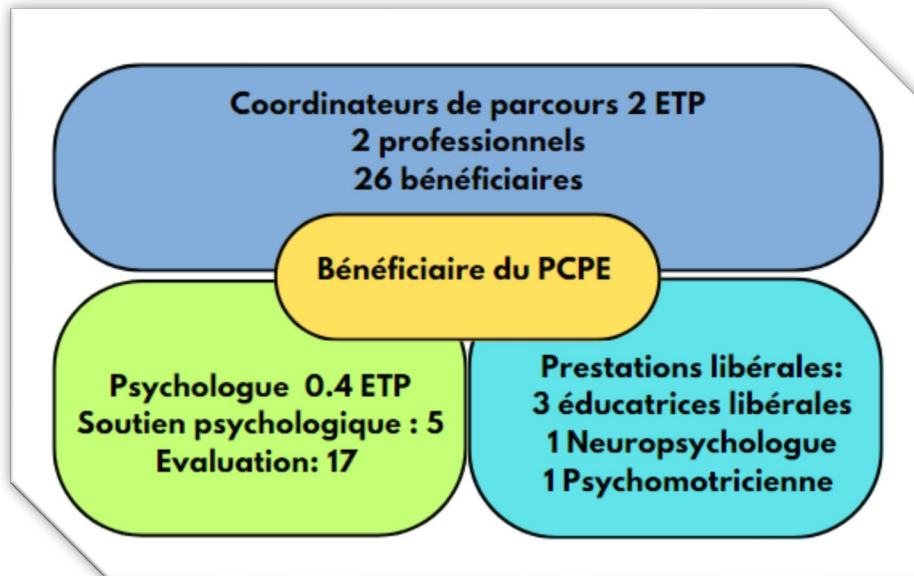 Coordinateurs de parcours 2 ETP
2 professionnels
26 bénéficiaires
Bénéficiaire du PCPE
Psychologue 0.4 ETP
Soutien psychologique : 5
Evaluation: 17
Prestations libérales:
3 éducatrices libérales
1 Neuropsychologue
1 Psychomotricienne